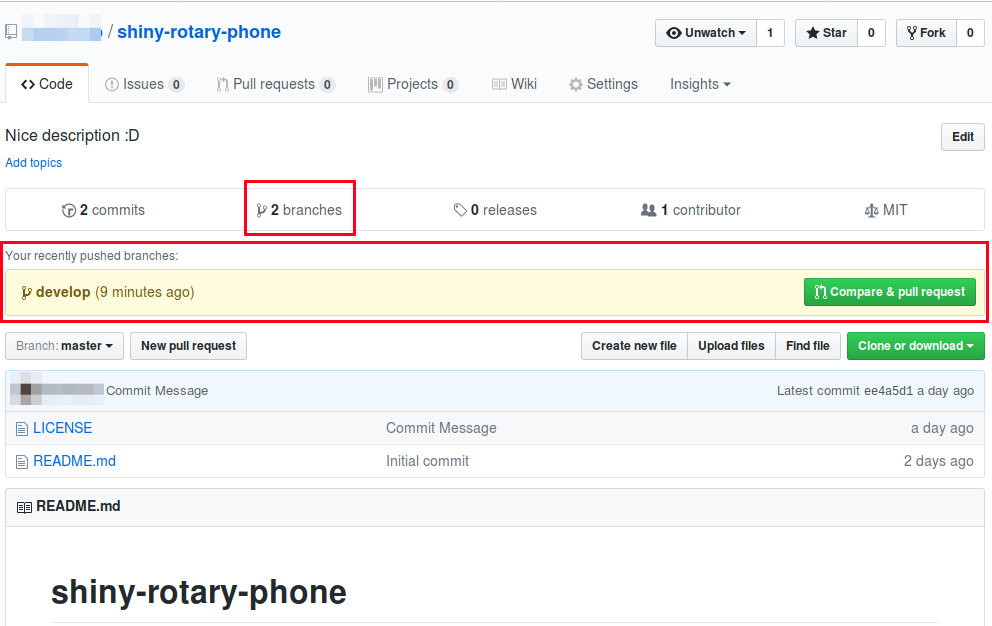 / shiny-rotary-phone Unwatch 1 Star 0 Fork 0
Code Issues 0 Pull requests 0 Projects 0 Wiki Settings Insights
Nice description :D Edit
Add topics
2 commits 2 branches 0 releases 1 contributor MIT
Your recently pushed branches:
develop (9 minutes ago) Compare & pull request
Branch: master New pull request Create new file Upload files Find file Clone or download
Commit Message Latest commit ee4a5d1 a day ago
LICENSE Commit Message a day ago
README.md Initial commit 2 days ago
README.md
shiny-rotary-phone